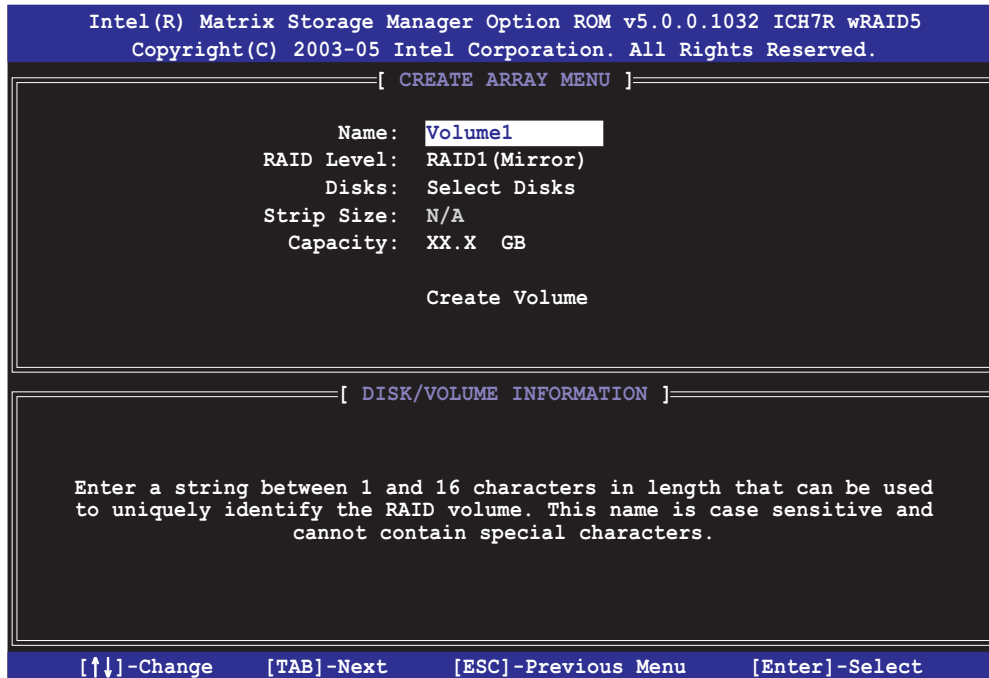 Intel(R) Matrix Storage Manager Option ROM v5.0.0.1032 ICH7R wRAID5
Copyright(C) 2003-05 Intel Corporation. All Rights Reserved.
[ CREATE ARRAY MENU ]
Name: Volume1
RAID Level: RAID1(Mirror)
Disks: Select Disks
Strip Size: N/A
Capacity: XX.X GB
Create Volume
[ DISK/VOLUME INFORMATION ]
Enter a string between 1 and 16 characters in length that can be used
to uniquely identify the RAID volume. This name is case sensitive and
cannot contain special characters.
[↑↓]-Change [TAB]-Next [ESC]-Previous Menu [Enter]-Select